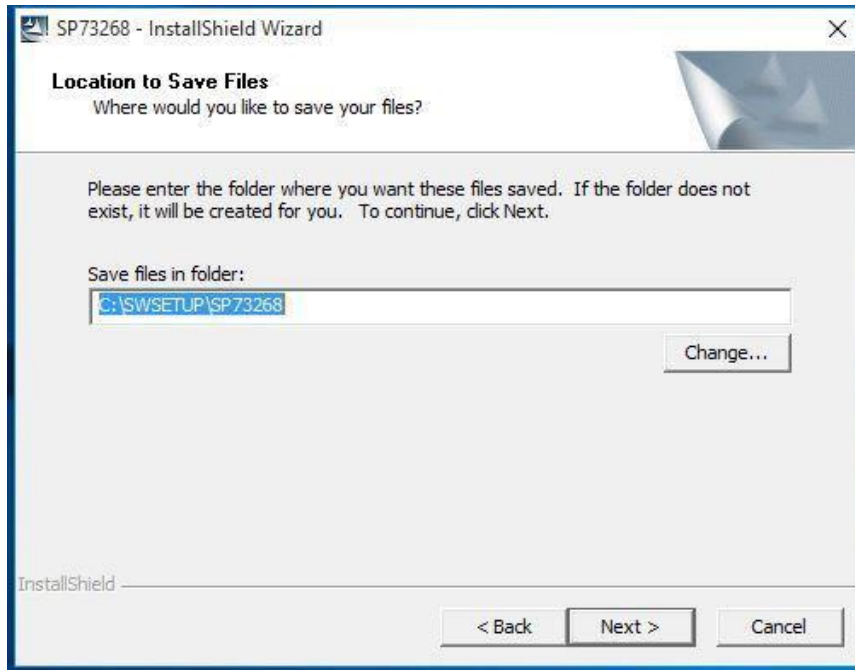 SP73268 - InstallShield Wizard
Location to Save Files
Where would you like to save your files?
Please enter the folder where you want these files saved.  If the folder does not
exist, it will be created for you.   To continue, click Next.
Save files in folder:
C:\SWSETUP\SP73268
Change...
InstallShield
< Back
Next >
Cancel